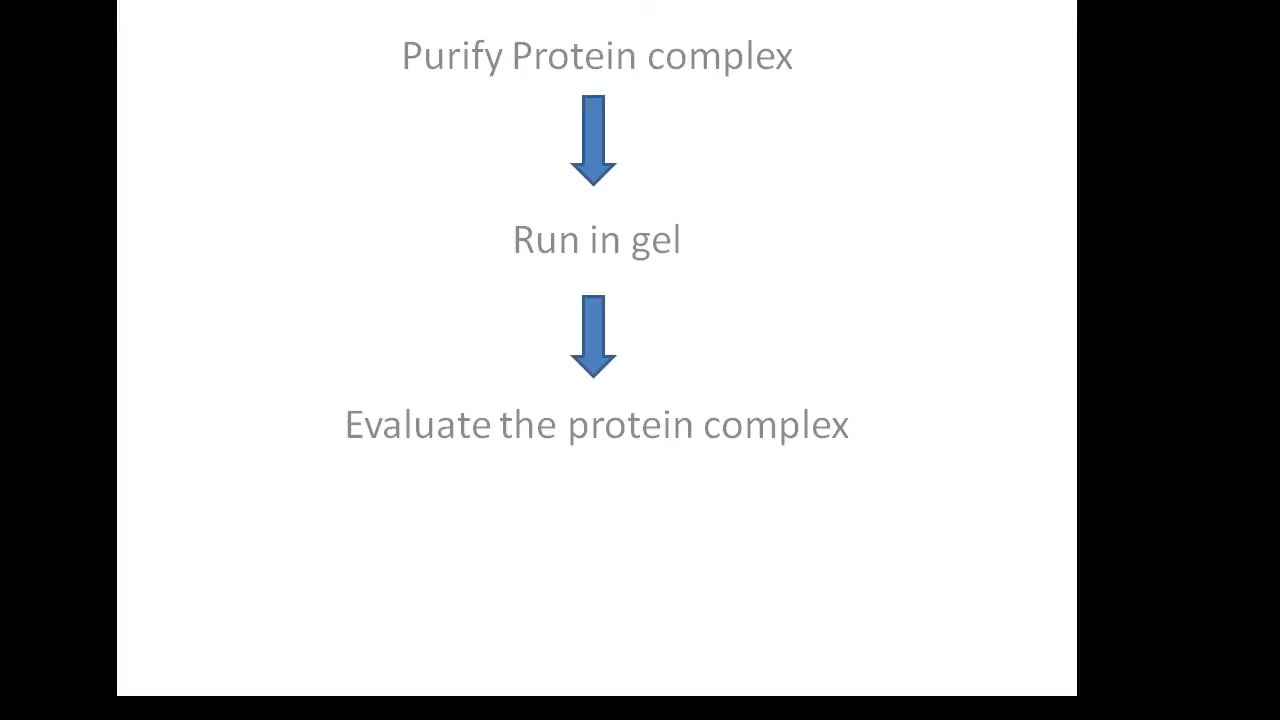 Purify Protein complex
Run in gel
Evaluate the protein complex